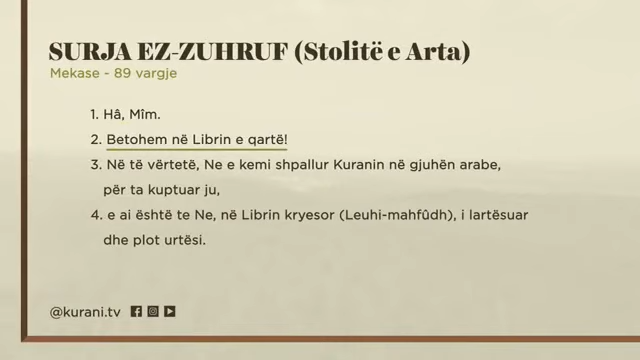 SURJA EZ-ZUHRUF (Stolitë e Arta)
Mekase - 89 vargje
1. Hâ, Mîm.
2. Betohem në Librin e qartë!
3. Në të vërtetë, Ne e kemi shpallur Kuranin në gjuhën arabe,
për ta kuptuar ju,
4. e ai është te Ne, në Librin kryesor (Leuhi-mahfûdh), i lartësuar
dhe plot urtësi.
@kurani.tv